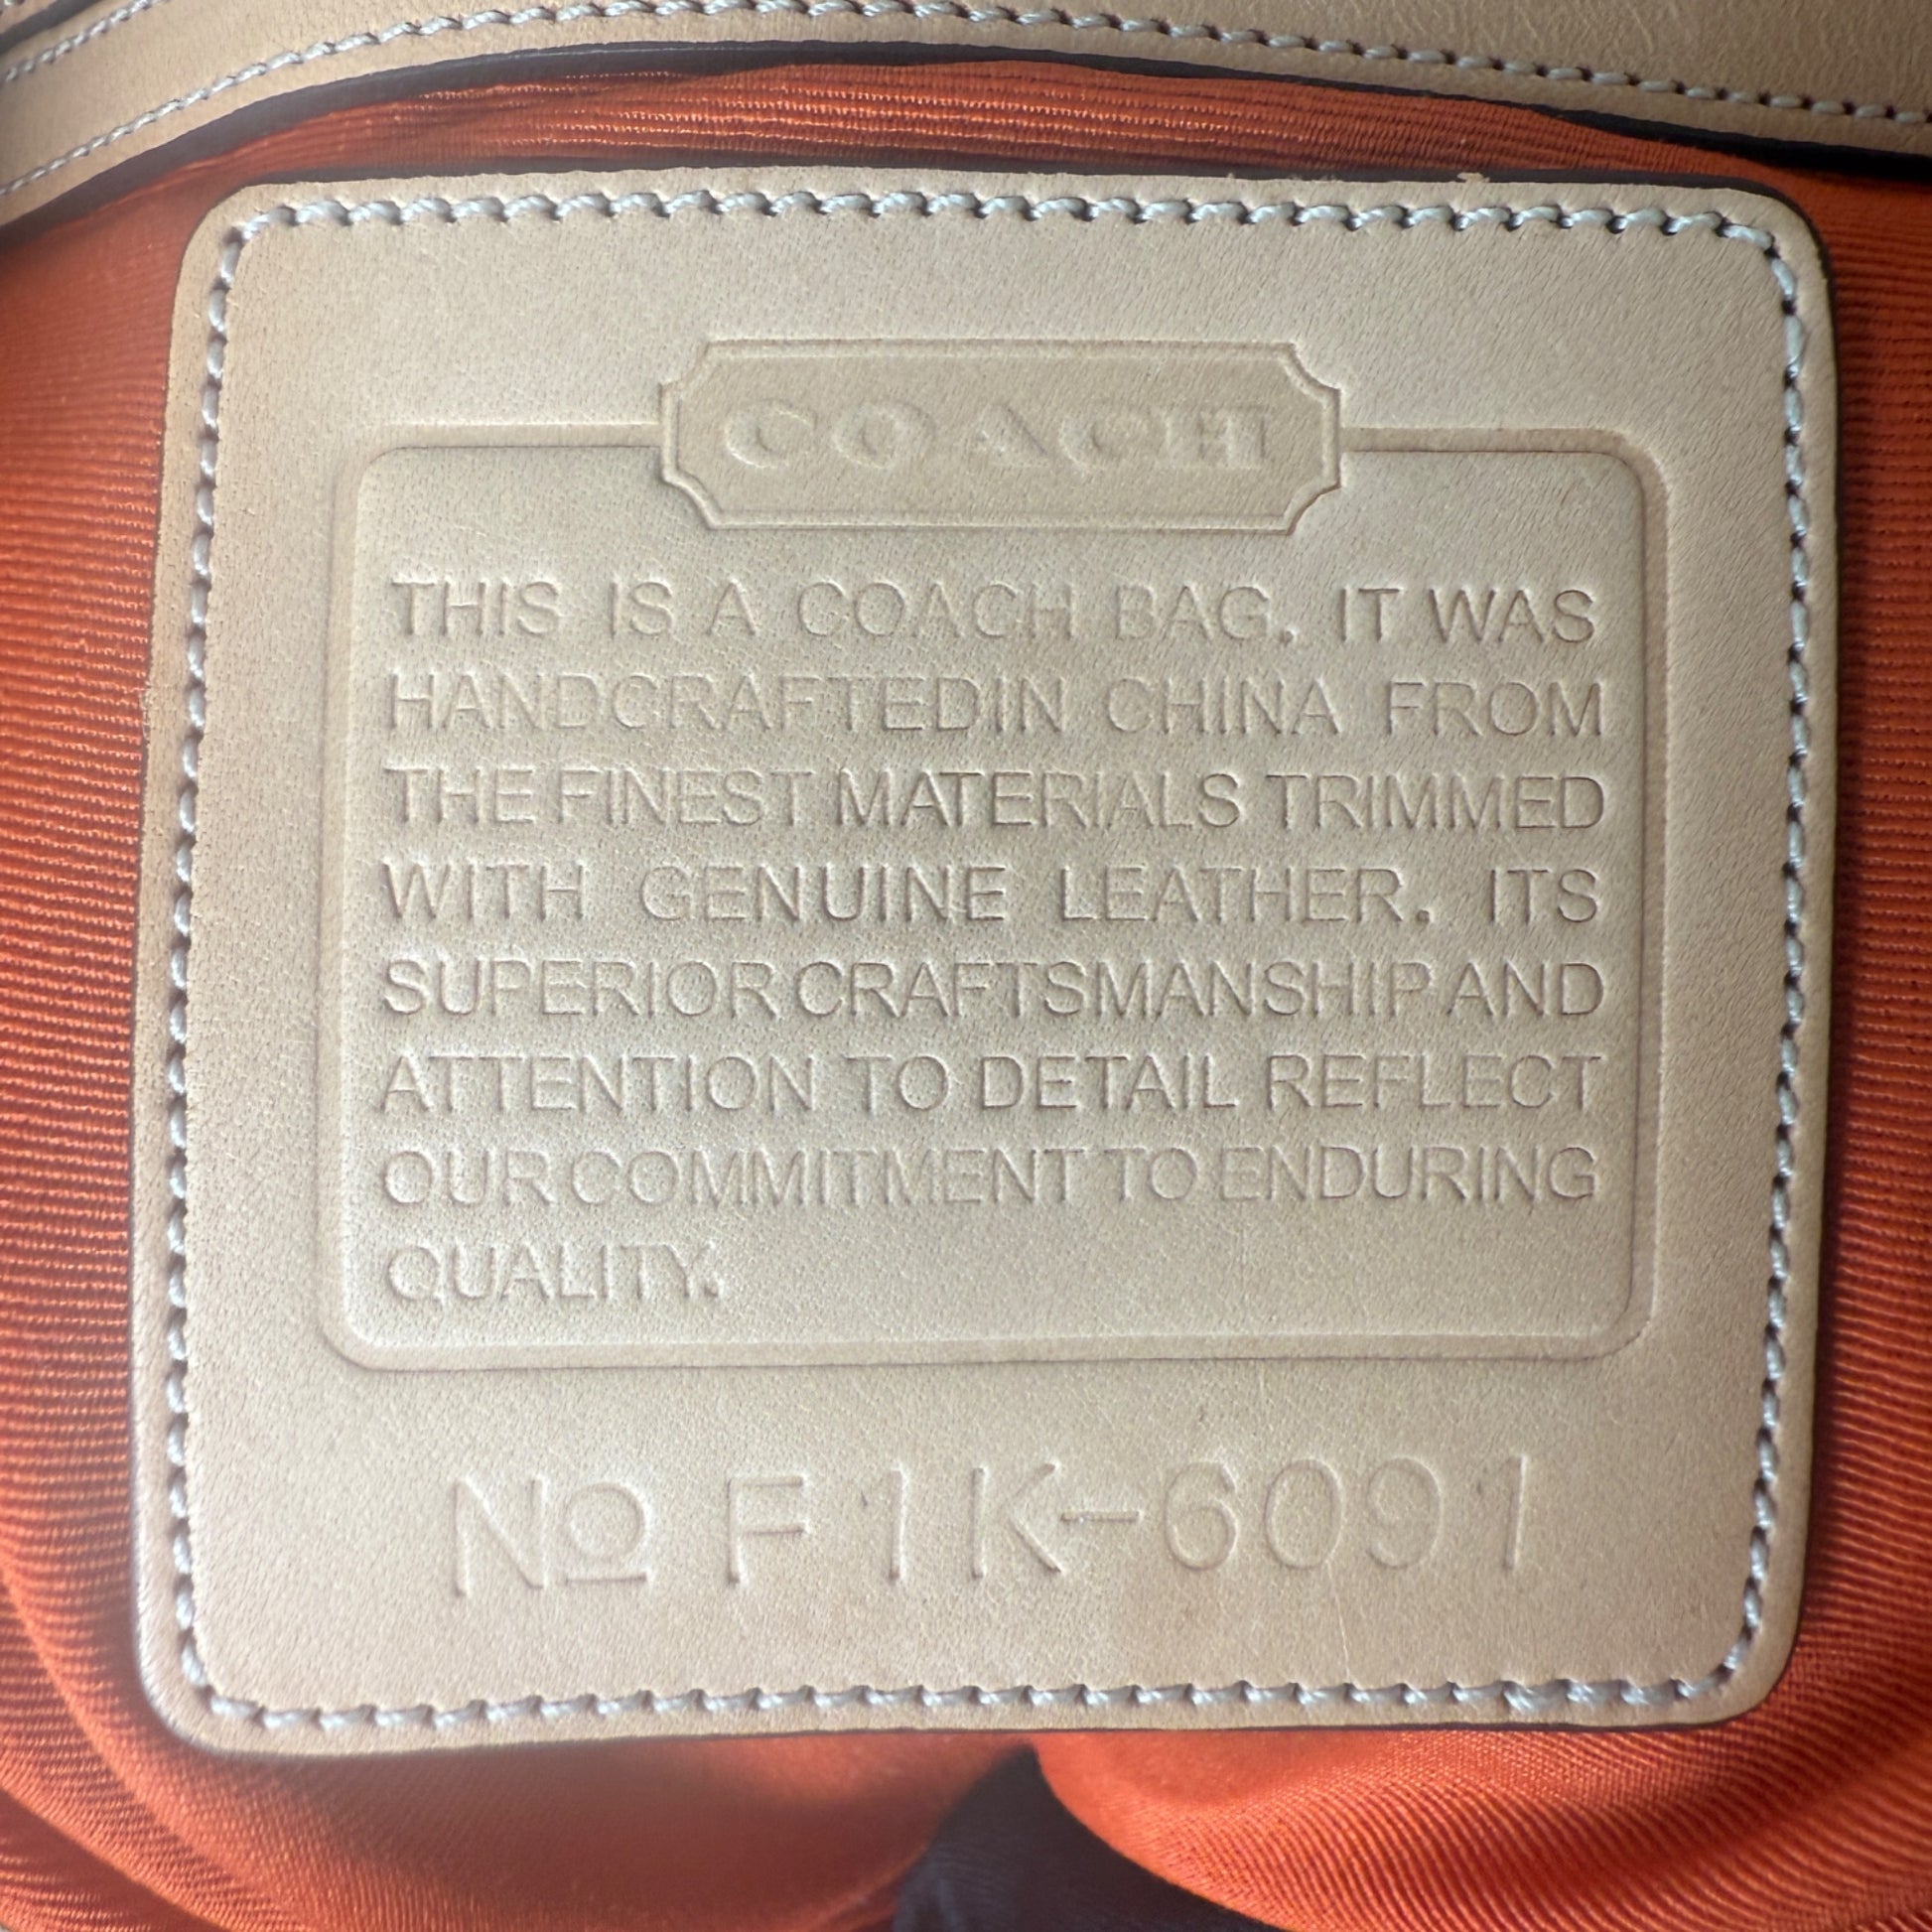 COACH
THIS IS A COACH BAG. IT WAS
HANDCRAFTEDIN CHINA FROM
THE FINEST MATERIALS TRIMMED
WITH GENUINE LEATHER. ITS
SUPERIOR CRAFTSMANSHIP AND
ATTENTION TO DETAIL REFLECT
OUR COMMITMENT TO ENDURING
QUALITY.
Nº F1K-6091